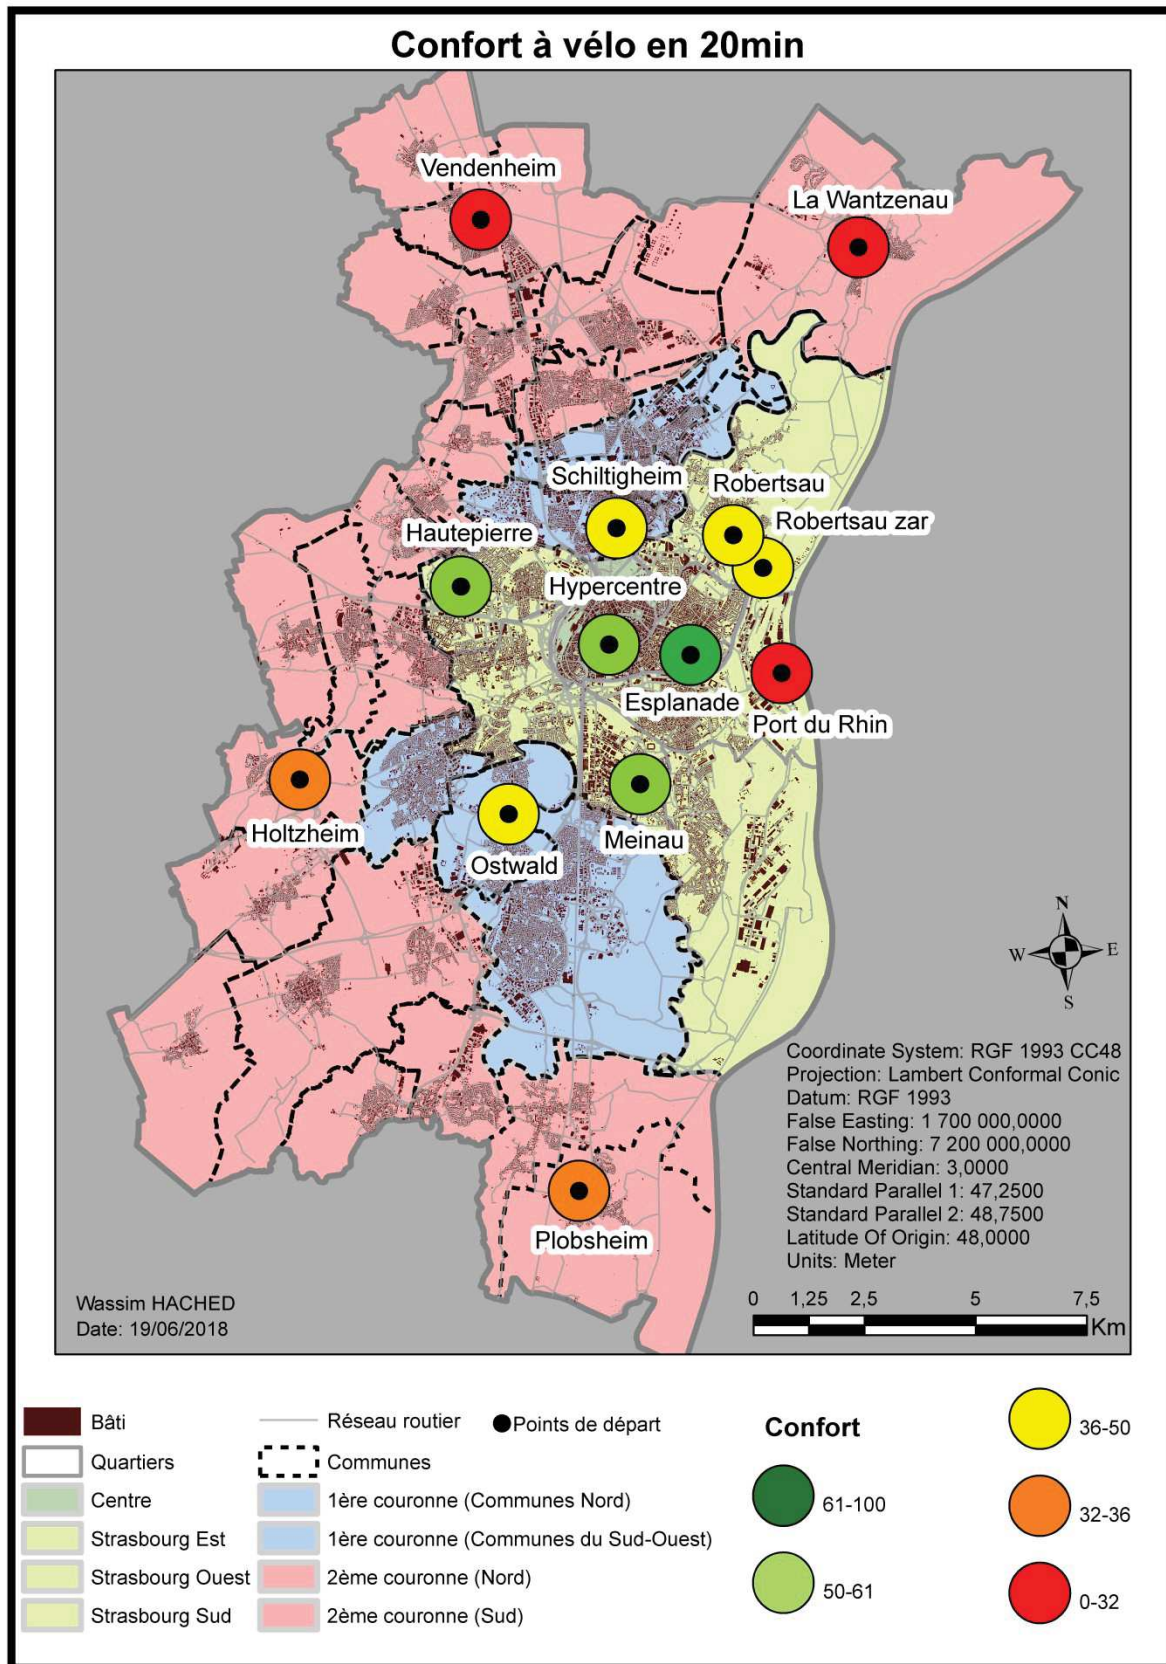 Confort à vélo en 20min
Vendenheim
La Wantzenau
Schiltigheim
Robertsau
Robertsau zar
Hautepierre
Hypercentre
Esplanade
Port du Rhin
Holtzheim
Ostwald
Meinau
Plobsheim
N
W E
S
Coordinate System: RGF 1993 CC48
Projection: Lambert Conformal Conic
Datum: RGF 1993
False Easting: 1 700 000,0000
False Northing: 7 200 000,0000
Central Meridian: 3,0000
Standard Parallel 1: 47,2500
Standard Parallel 2: 48,7500
Latitude Of Origin: 48,0000
Units: Meter
Wassim HACHED
Date: 19/06/2018
0 1,25 2,5 5 7,5
Km
Bâti
Quartiers
Centre
Strasbourg Est
Strasbourg Ouest
Strasbourg Sud
Réseau routier
Points de départ
Communes
1ère couronne (Communes Nord)
1ère couronne (Communes du Sud-Ouest)
2ème couronne (Nord)
2ème couronne (Sud)
Confort
61-100
50-61
36-50
32-36
0-32